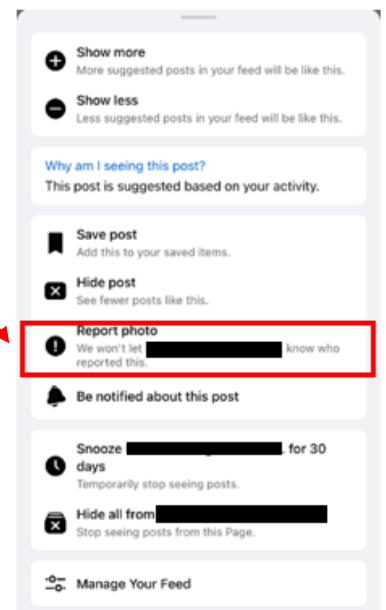 Show more
More suggested posts in your feed will be like this.
Show less
Less suggested posts in your feed will be like this.
Why am I seeing this post?
This post is suggested based on your activity.
Save post
Add this to your saved items.
Hide post
See fewer posts like this.
Report photo
We won't let know who
reported this.
Be notified about this post
Snooze . for 30
days
Temporarily stop seeing posts.
Hide all from
Stop seeing posts from this Page.
Manage Your Feed